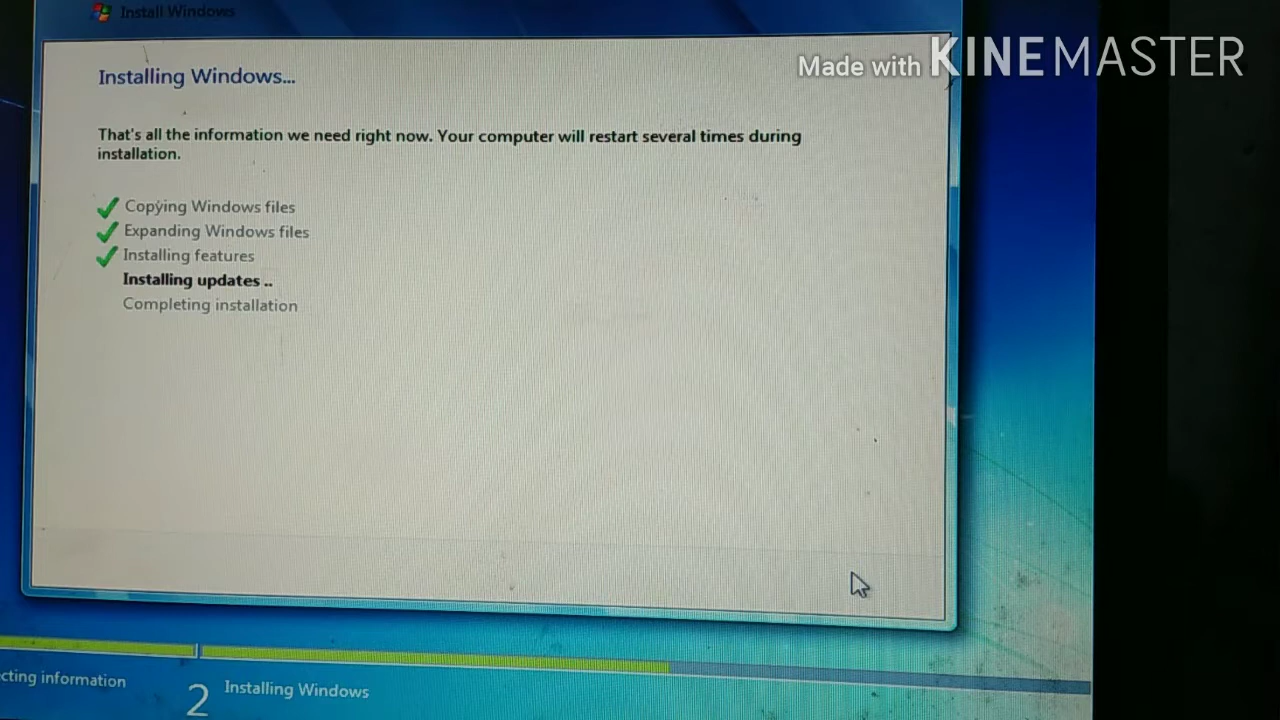 Install Windows
Made with KINEMASTER
Installing Windows...
That's all the information we need right now. Your computer will restart several times during
installation.
Copying Windows files
Expanding Windows files
Installing features
Installing updates ..
Completing installation
cting information
2 Installing Windows